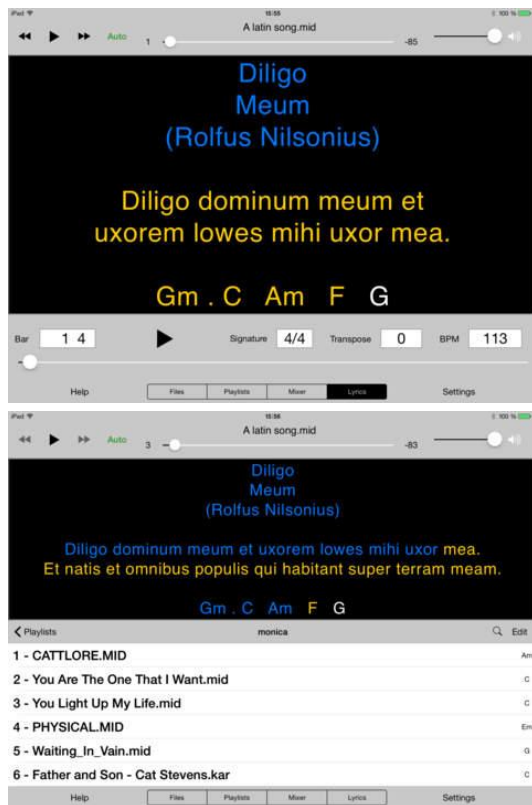 iPad 15:55 100 %
A latin song.mid
Auto 1 -85
Diligo
Meum
(Rolfus Nilsonius)
Diligo dominum meum et
uxorem lowes mihi uxor mea.
Gm . C Am F G
Bar 1 4 Signature 4/4 Transpose 0 BPM 113
Help Files Playlists Mixer Lyrics Settings
iPad 15:56 100 %
A latin song.mid
Auto 3 -83
Diligo
Meum
(Rolfus Nilsonius)
Diligo dominum meum et uxorem lowes mihi uxor mea.
Et natis et omnibus populis qui habitant super terram meam.
Gm . C Am F G
Playlists monica Edit
1 - CATTLORE.MID Am
2 - You Are The One That I Want.mid C
3 - You Light Up My Life.mid C
4 - PHYSICAL.MID Em
5 - Waiting_In_Vain.mid G
6 - Father and Son - Cat Stevens.kar C
Help Files Playlists Mixer Lyrics Settings